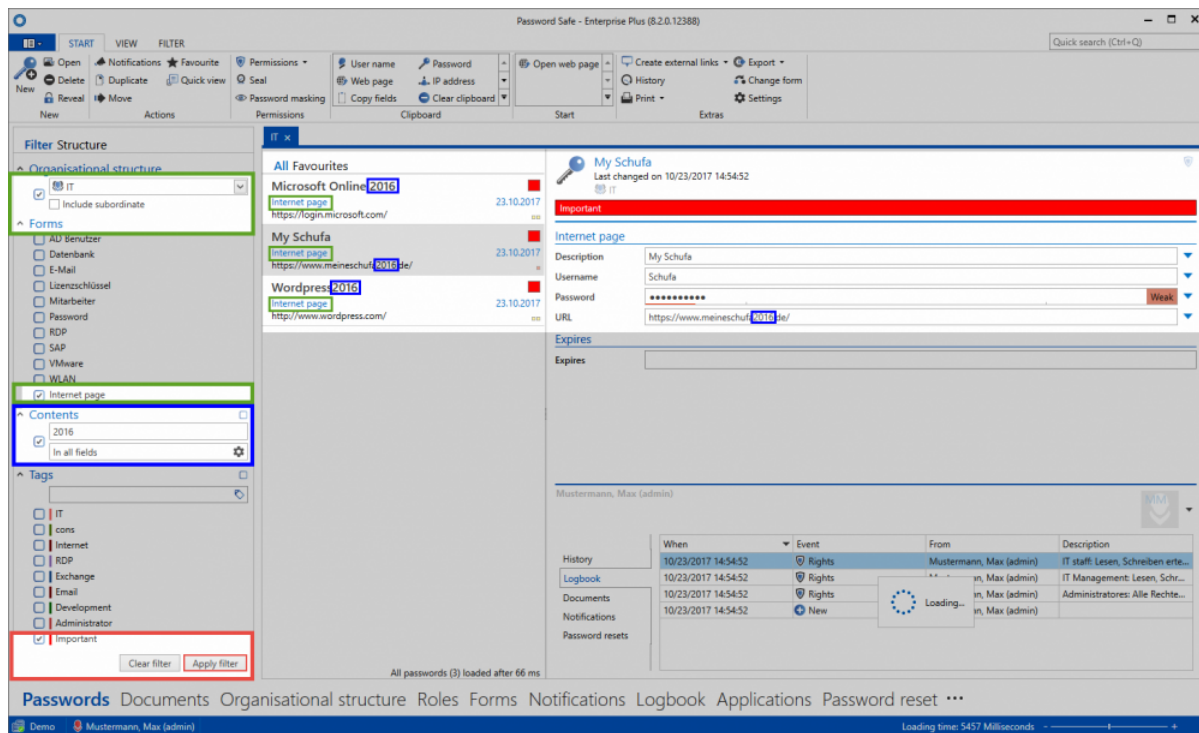 Password Safe - Enterprise Plus (8.2.0.12388)
START VIEW FILTER
Quick search (Ctrl+Q)
New
Open Notifications Favourite
Delete Duplicate Quick view
Reveal Move
Permissions
Seal
Password masking
User name Password
Web page IP address
Copy fields Clear clipboard
Open web page
Create external links Export
History Change form
Print Settings
New Actions Permissions Clipboard Start Extras
Filter Structure
Organisational structure
IT
Include subordinate
Forms
AD Benutzer
Datenbank
E-Mail
Lizenzschlüssel
Mitarbeiter
Password
RDP
SAP
VMware
WLAN
Internet page
Contents
2016
In all fields
Tags
IT
cons
Internet
RDP
Exchange
Email
Development
Administrator
Important
Clear filter Apply filter
IT ×
All Favourites
Microsoft Online 2016
Internet page 23.10.2017
https://login.microsoft.com/
My Schufa
Internet page 23.10.2017
https://www.meineschufa2016.de/
Wordpress 2016
Internet page 23.10.2017
http://www.wordpress.com/
All passwords (3) loaded after 66 ms
My Schufa
Last changed on 10/23/2017 14:54:52
IT
Important
Internet page
Description My Schufa
Username Schufa
Password •••••••••• Weak
URL https://www.meineschufa2016.de/
Expires
Expires
Mustermann, Max (admin)
MM
History
Logbook
Documents
Notifications
Password resets
When Event From Description
10/23/2017 14:54:52 Rights Mustermann, Max (admin) IT staff: Lesen, Schreiben erte...
10/23/2017 14:54:52 Rights Max (admin) IT Management: Lesen, Schr...
10/23/2017 14:54:52 Rights Max (admin) Administratores: Alle Rechte...
10/23/2017 14:54:52 New Max (admin)
Loading...
Passwords Documents Organisational structure Roles Forms Notifications Logbook Applications Password reset ...
Demo Mustermann, Max (admin) Loading time: 5457 Milliseconds